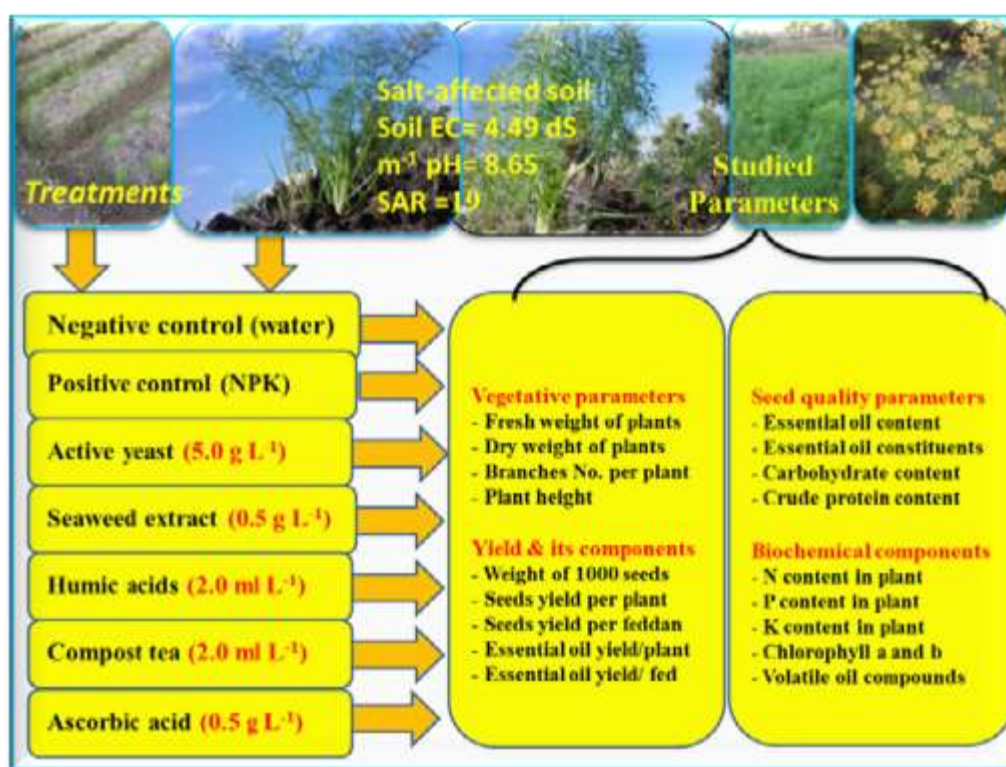 Treatments
Salt-affected soil
Soil EC= 4.49 dS
m⁻¹ pH= 8.65
SAR =19
Studied
Parameters
Negative control (water)
Positive control (NPK)
Active yeast (5.0 g L⁻¹)
Seaweed extract (0.5 g L⁻¹)
Humic acids (2.0 ml L⁻¹)
Compost tea (2.0 ml L⁻¹)
Ascorbic acid (0.5 g L⁻¹)
Vegetative parameters
- Fresh weight of plants
- Dry weight of plants
- Branches No. per plant
- Plant height
Yield & its components
- Weight of 1000 seeds
- Seeds yield per plant
- Seeds yield per feddan
- Essential oil yield/plant
- Essential oil yield/ fed
Seed quality parameters
- Essential oil content
- Essential oil constituents
- Carbohydrate content
- Crude protein content
Biochemical components
- N content in plant
- P content in plant
- K content in plant
- Chlorophyll a and b
- Volatile oil compounds